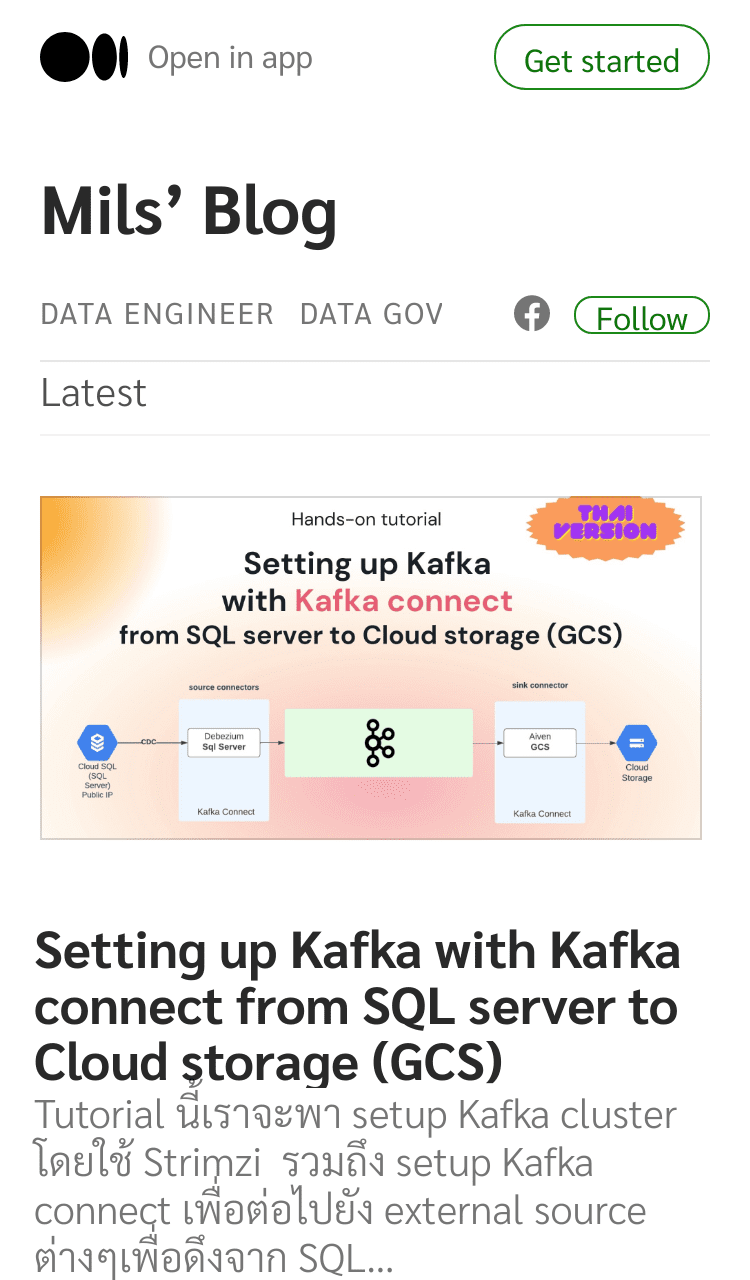 Open in app
Get started
Mils’ Blog
DATA ENGINEER DATA GOV
Follow
Latest
Hands-on tutorial
THAI
VERSION
Setting up Kafka
with Kafka connect
from SQL server to Cloud storage (GCS)
source connectors
sink connector
CDC
Debezium
Sql Server
Aiven
GCS
Cloud SQL
(SQL
Server)
Public IP
Cloud
Storage
Kafka Connect
Kafka Connect
Setting up Kafka with Kafka
connect from SQL server to
Cloud storage (GCS)
Tutorial นี้เราจะพา setup Kafka cluster
โดยใช้ Strimzi รวมถึง setup Kafka
connect เพื่อต่อไปยัง external source
ต่างๆเพื่อดึงจาก SQL…